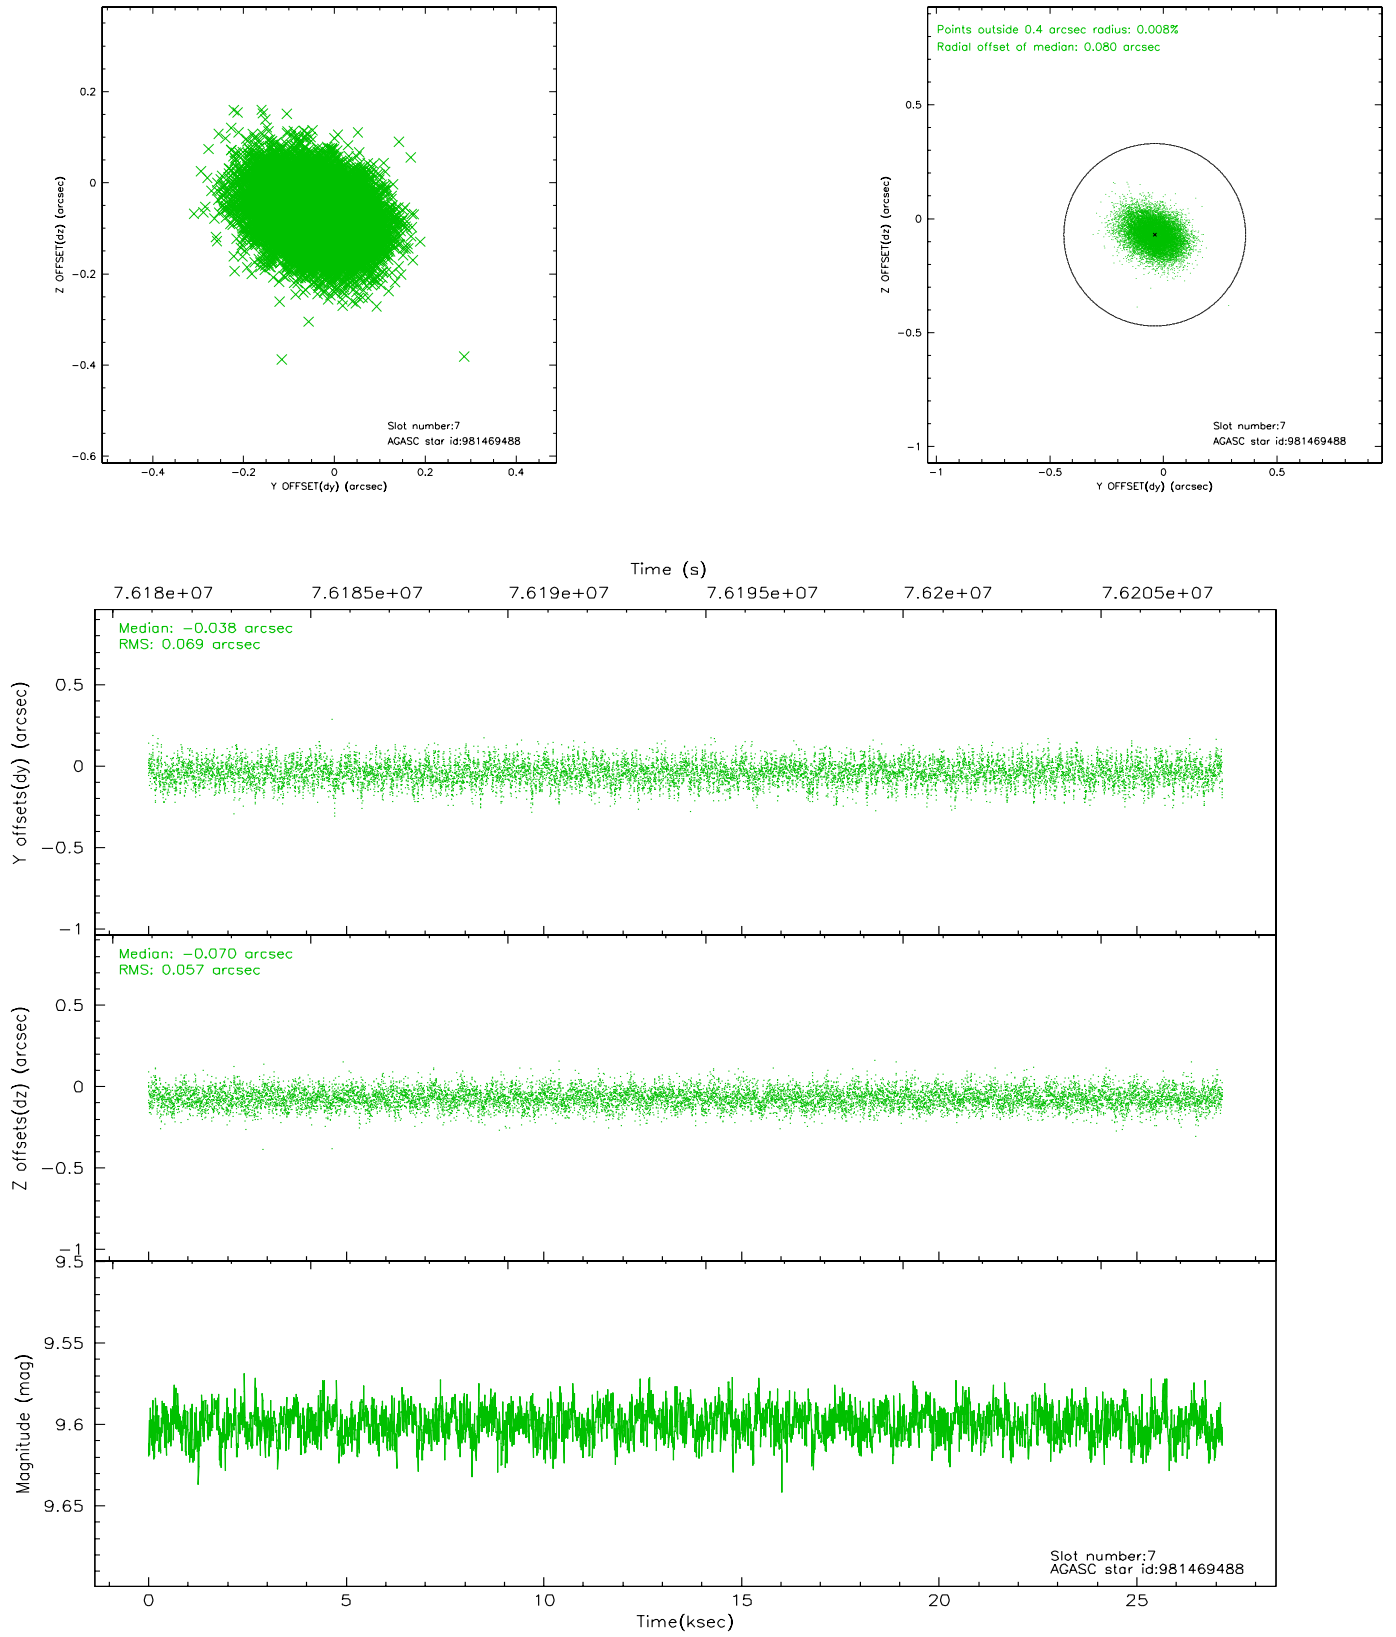 0.2
0
−0.2
−0.4
−0.6
Z OFFSET(dz) (arcsec)
Slot number:7
AGASC star id:981469488
−0.4 −0.2 0 0.2 0.4
Y OFFSET(dy) (arcsec)
Points outside 0.4 arcsec radius: 0.008%
Radial offset of median: 0.080 arcsec
0.5
0
−0.5
−1
Z OFFSET(dz) (arcsec)
Slot number:7
AGASC star id:981469488
−1 −0.5 0 0.5
Y OFFSET(dy) (arcsec)
Time (s)
7.618e+07 7.6185e+07 7.619e+07 7.6195e+07 7.62e+07 7.6205e+07
Median: −0.038 arcsec
RMS: 0.069 arcsec
0.5
0
−0.5
−1
Y offsets(dy) (arcsec)
Median: −0.070 arcsec
RMS: 0.057 arcsec
0.5
0
−0.5
−1
Z offsets(dz) (arcsec)
9.5
9.55
9.6
9.65
Magnitude (mag)
Slot number:7
AGASC star id:981469488
0 5 10 15 20 25
Time(ksec)